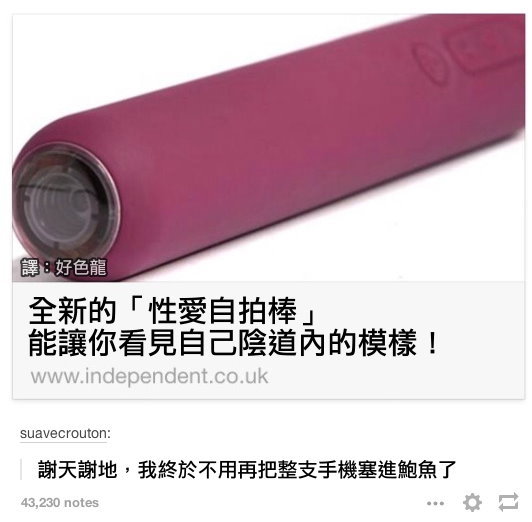 譯：好色龍
全新的「性愛自拍棒」
能讓你看見自己陰道內的模樣！
www.independent.co.uk
suavecrouton:
謝天謝地，我終於不用再把整支手機塞進鮑魚了
43,230 notes